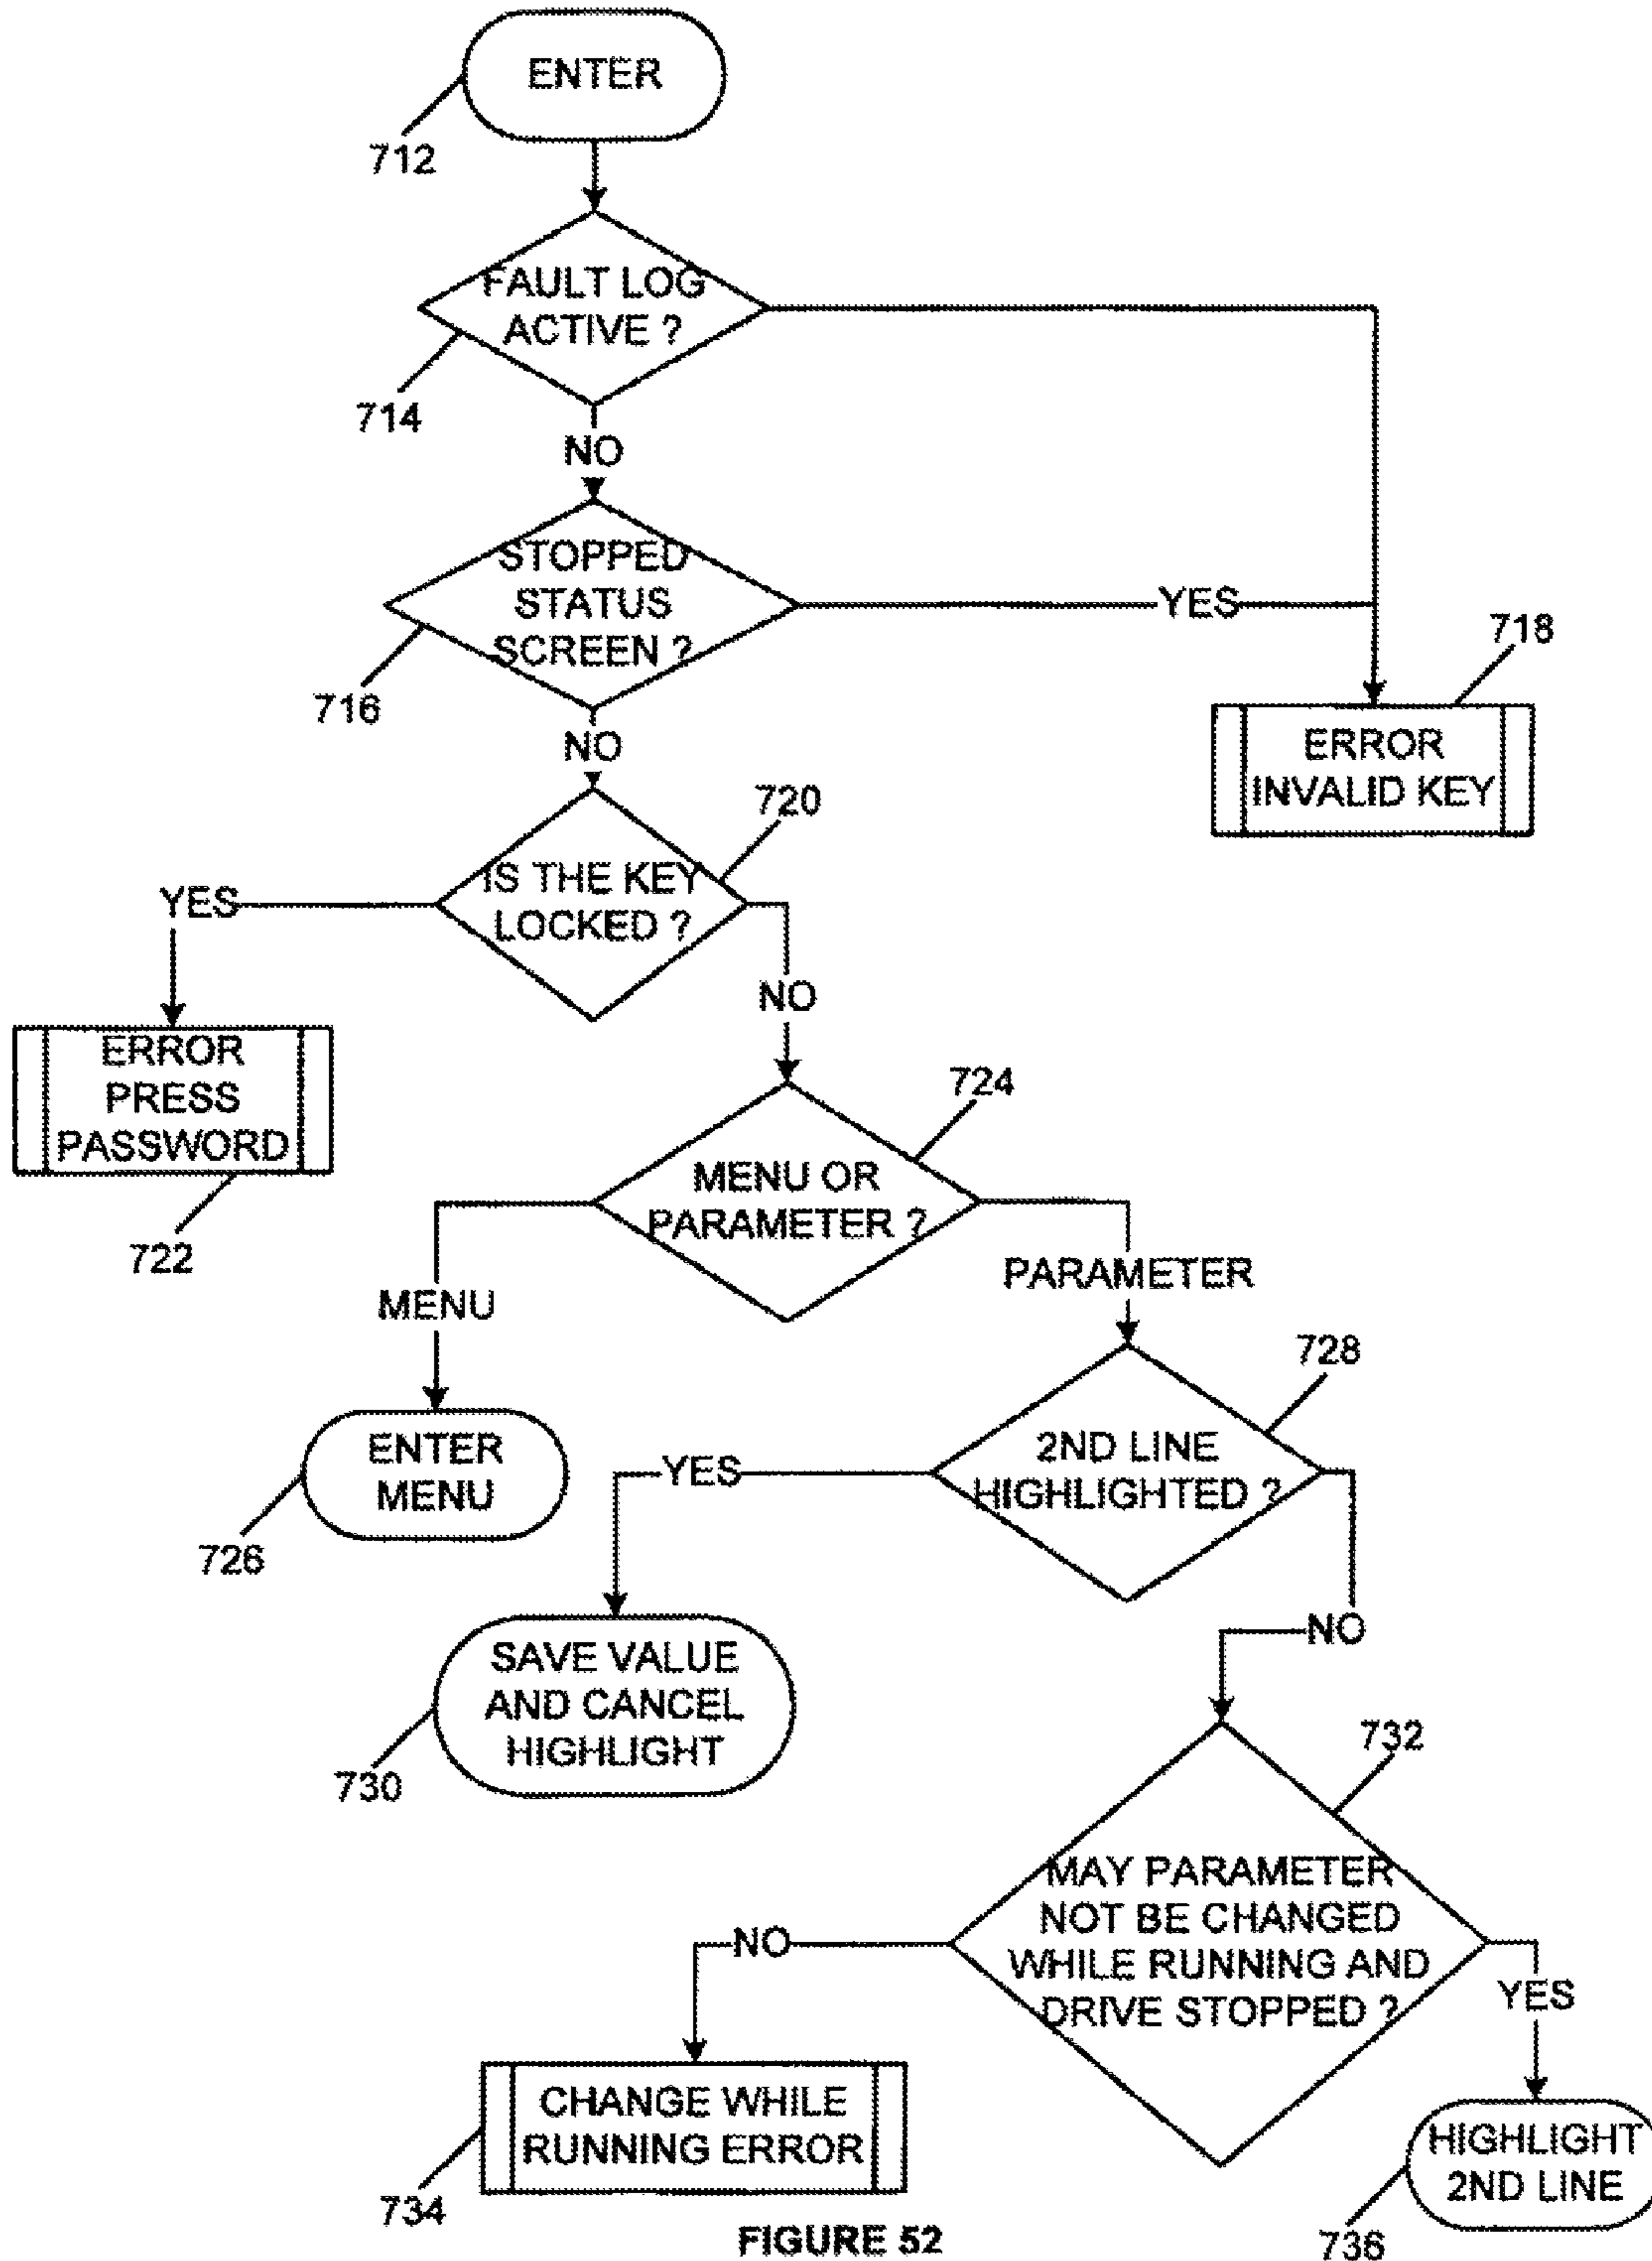 ENTER
712
FAULT LOG
ACTIVE ?
714
NO
STOPPED
STATUS
SCREEN ?
YES
716
718
NO
ERROR
INVALID KEY
720
IS THE KEY
LOCKED ?
YES
NO
ERROR
PRESS
PASSWORD
722
724
MENU OR
PARAMETER ?
MENU
PARAMETER
728
ENTER
MENU
726
2ND LINE
HIGHLIGHTED ?
YES
NO
SAVE VALUE
AND CANCEL
HIGHLIGHT
730
732
MAY PARAMETER
NOT BE CHANGED
WHILE RUNNING AND
DRIVE STOPPED ?
NO
YES
CHANGE WHILE
RUNNING ERROR
734
HIGHLIGHT
2ND LINE
736
FIGURE 52